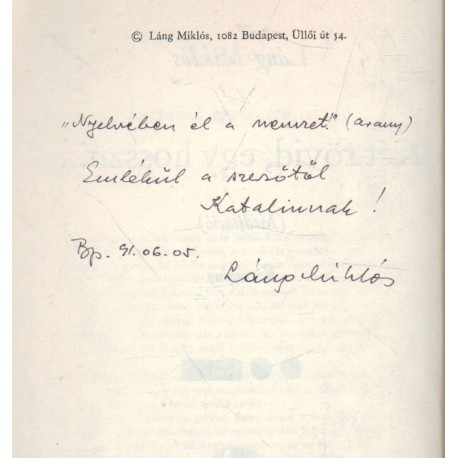 © Láng Miklós, 1082 Budapest, Üllői út 54.
„Nyelvében él a nemzet." (Arany)
Emlékül a szerzőtől
Katalinnak!
Bp. 91.06.05.
Láng Miklós